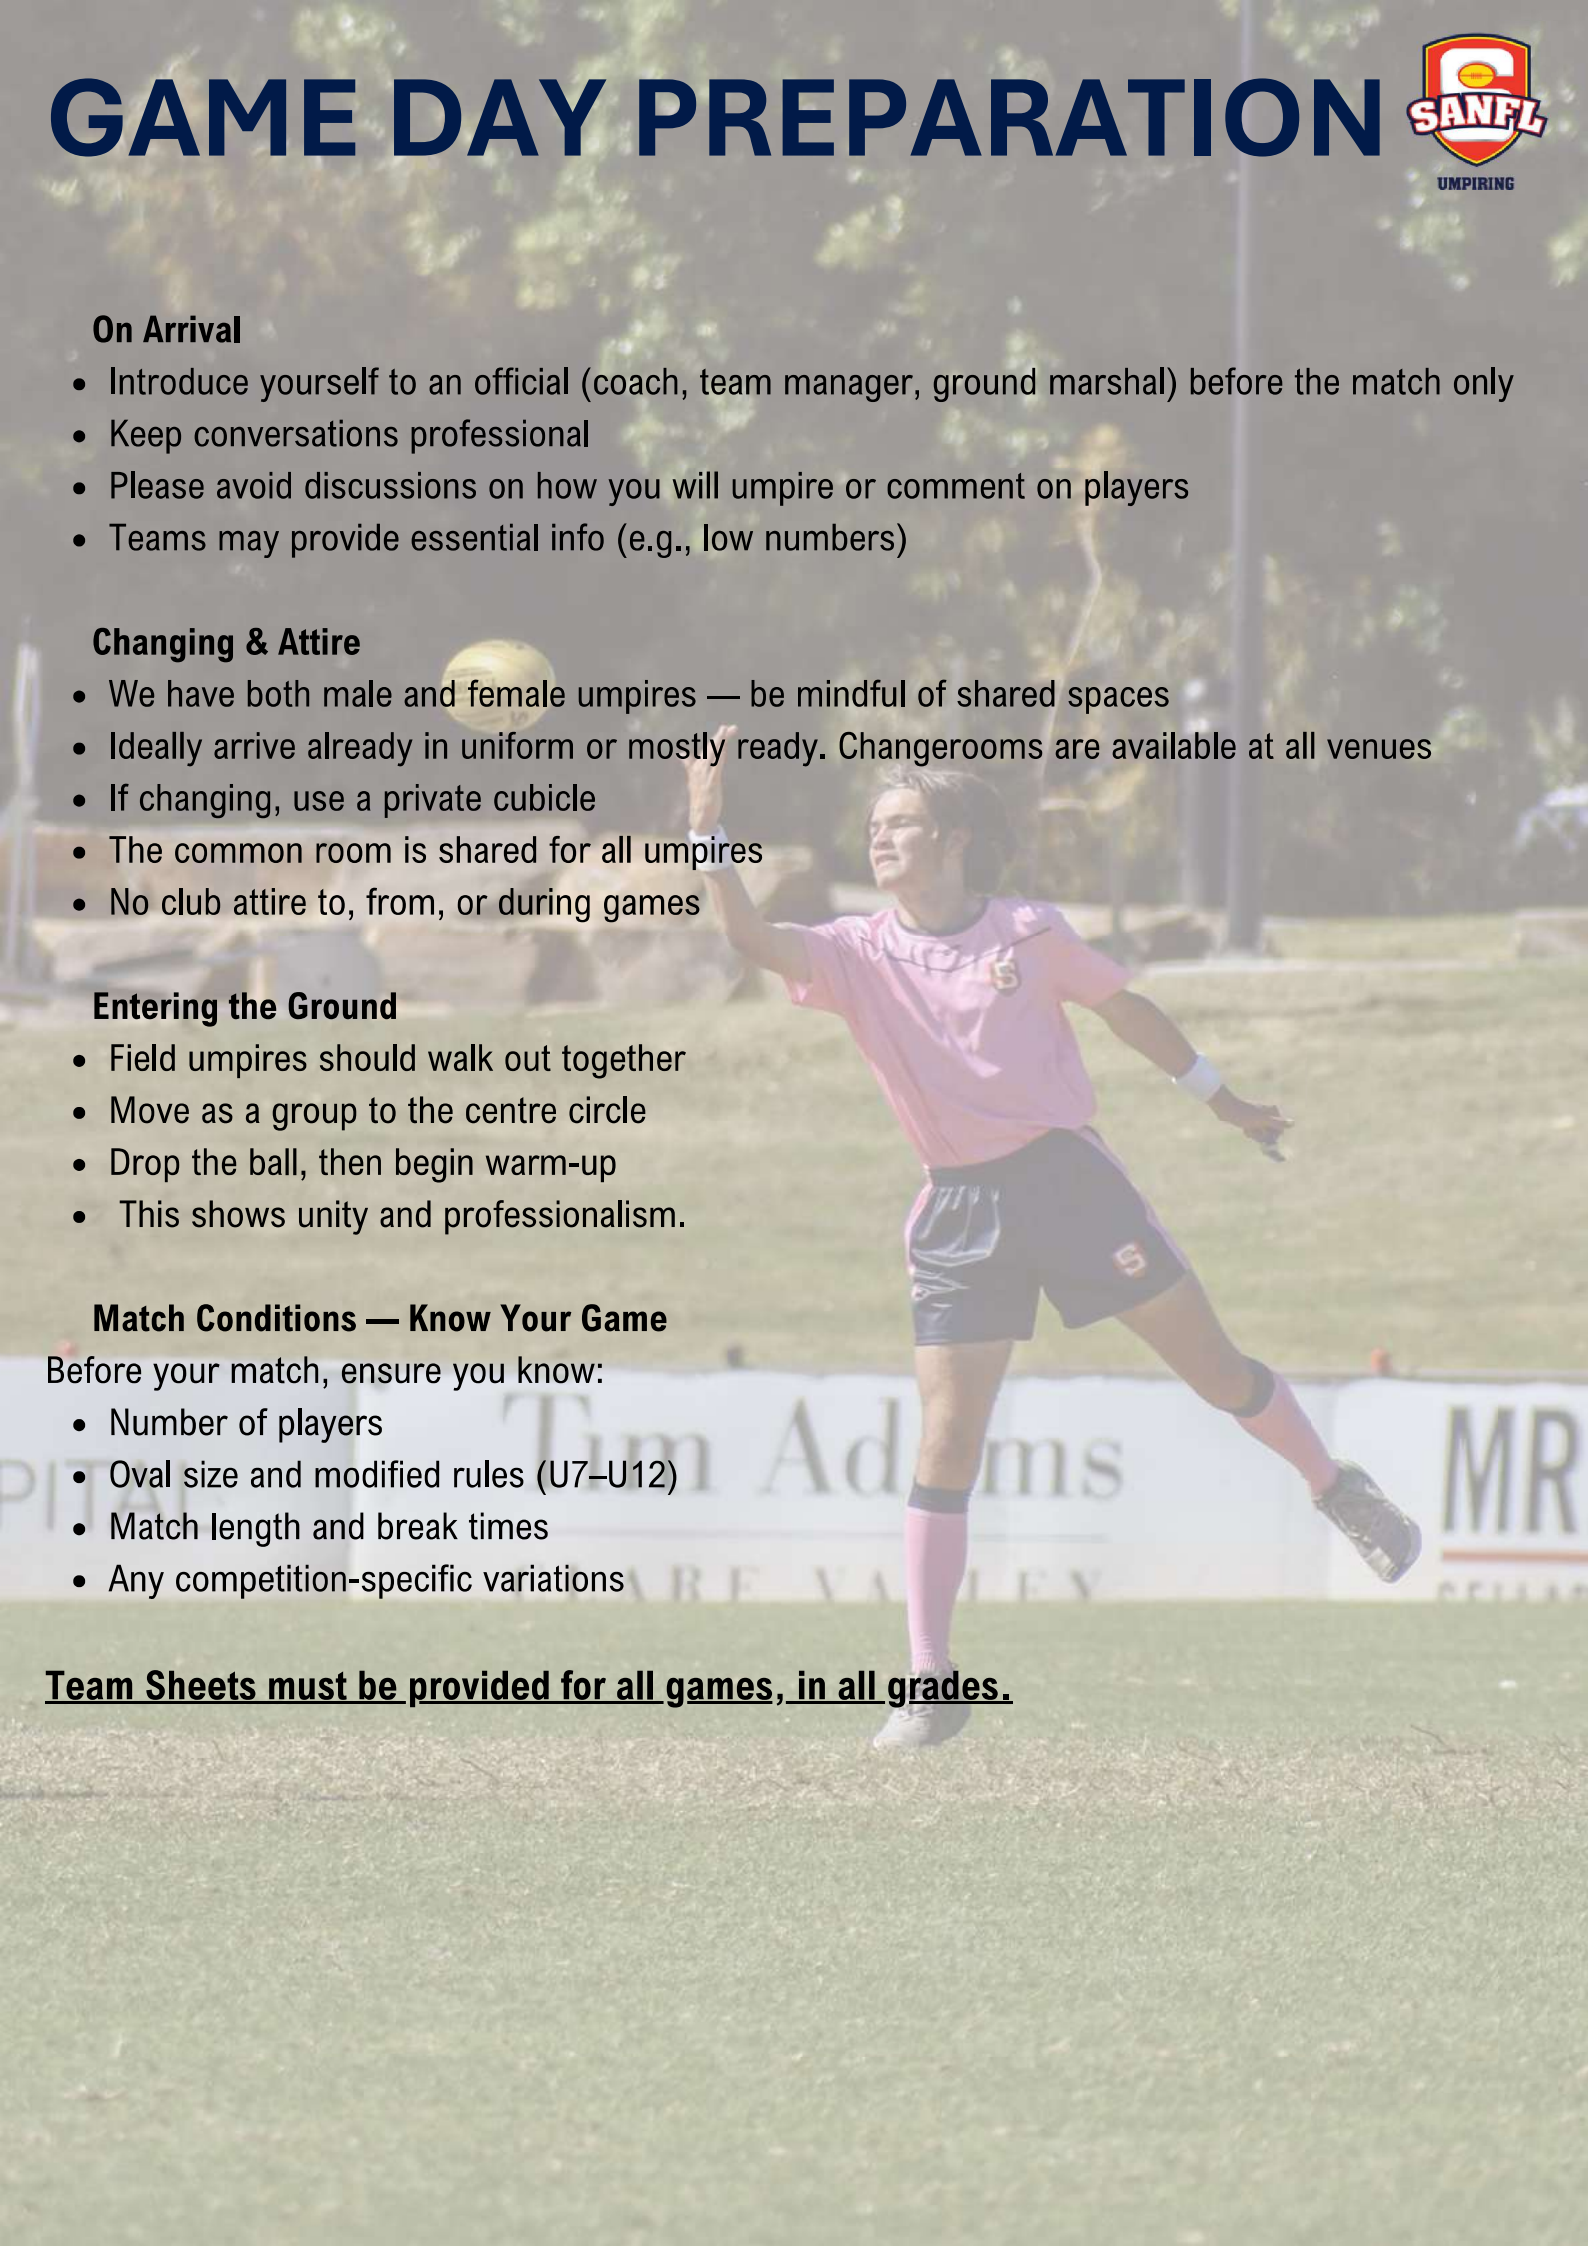 GAME DAY PREPARATION
SANFL
UMPIRING
On Arrival
• Introduce yourself to an official (coach, team manager, ground marshal) before the match only
• Keep conversations professional
• Please avoid discussions on how you will umpire or comment on players
• Teams may provide essential info (e.g., low numbers)
Changing & Attire
• We have both male and female umpires — be mindful of shared spaces
• Ideally arrive already in uniform or mostly ready. Changerooms are available at all venues
• If changing, use a private cubicle
• The common room is shared for all umpires
• No club attire to, from, or during games
Entering the Ground
• Field umpires should walk out together
• Move as a group to the centre circle
• Drop the ball, then begin warm-up
• This shows unity and professionalism.
Match Conditions — Know Your Game
Before your match, ensure you know:
• Number of players
• Oval size and modified rules (U7–U12)
• Match length and break times
• Any competition-specific variations
Team Sheets must be provided for all games, in all grades.
Tim Adams
MR
VALLEY